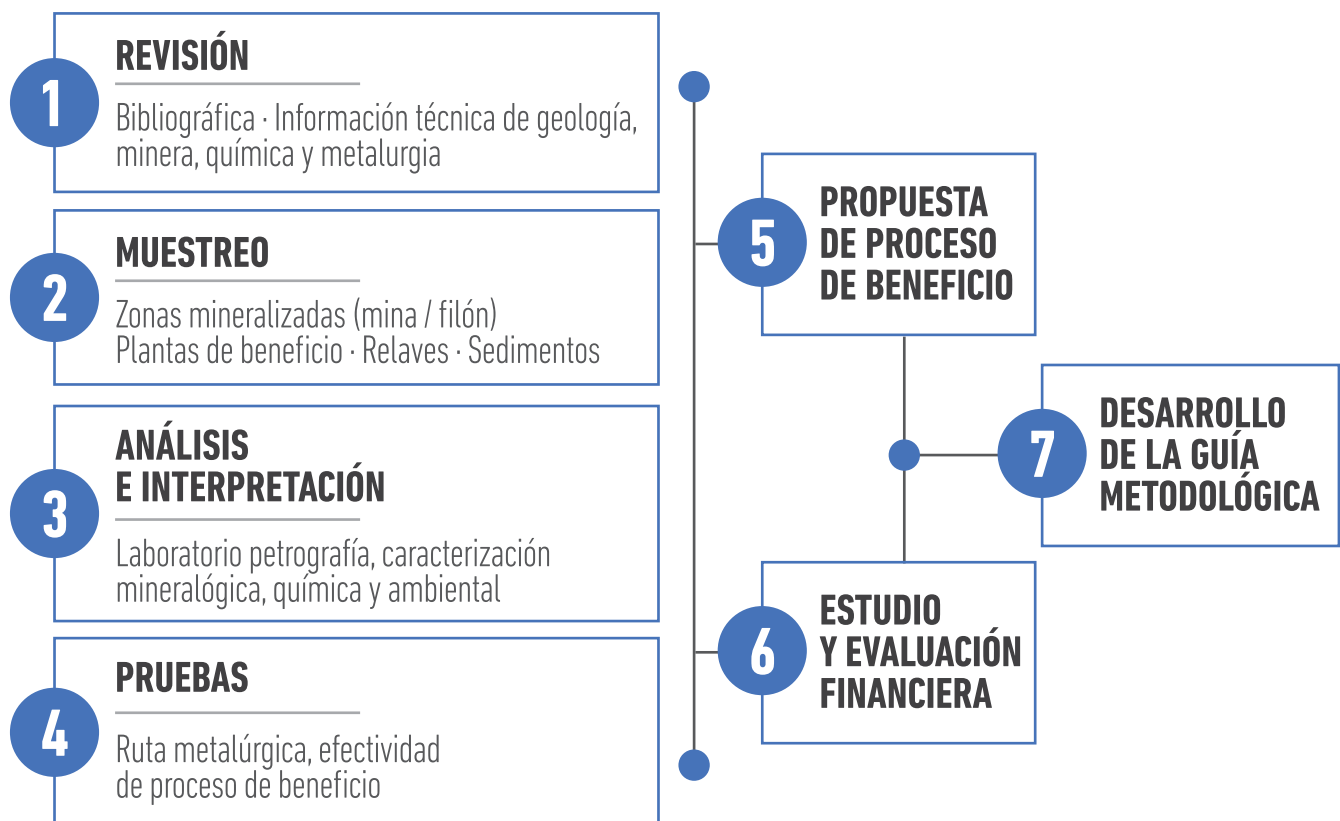 1
REVISIÓN
Bibliográfica · Información técnica de geología,
minera, química y metalurgia
2
MUESTREO
Zonas mineralizadas (mina / filón)
Plantas de beneficio · Relaves · Sedimentos
3
ANÁLISIS
E INTERPRETACIÓN
Laboratorio petrografía, caracterización
mineralógica, química y ambiental
4
PRUEBAS
Ruta metalúrgica, efectividad
de proceso de beneficio
5
PROPUESTA
DE PROCESO
DE BENEFICIO
6
ESTUDIO
Y EVALUACIÓN
FINANCIERA
7
DESARROLLO
DE LA GUÍA
METODOLÓGICA